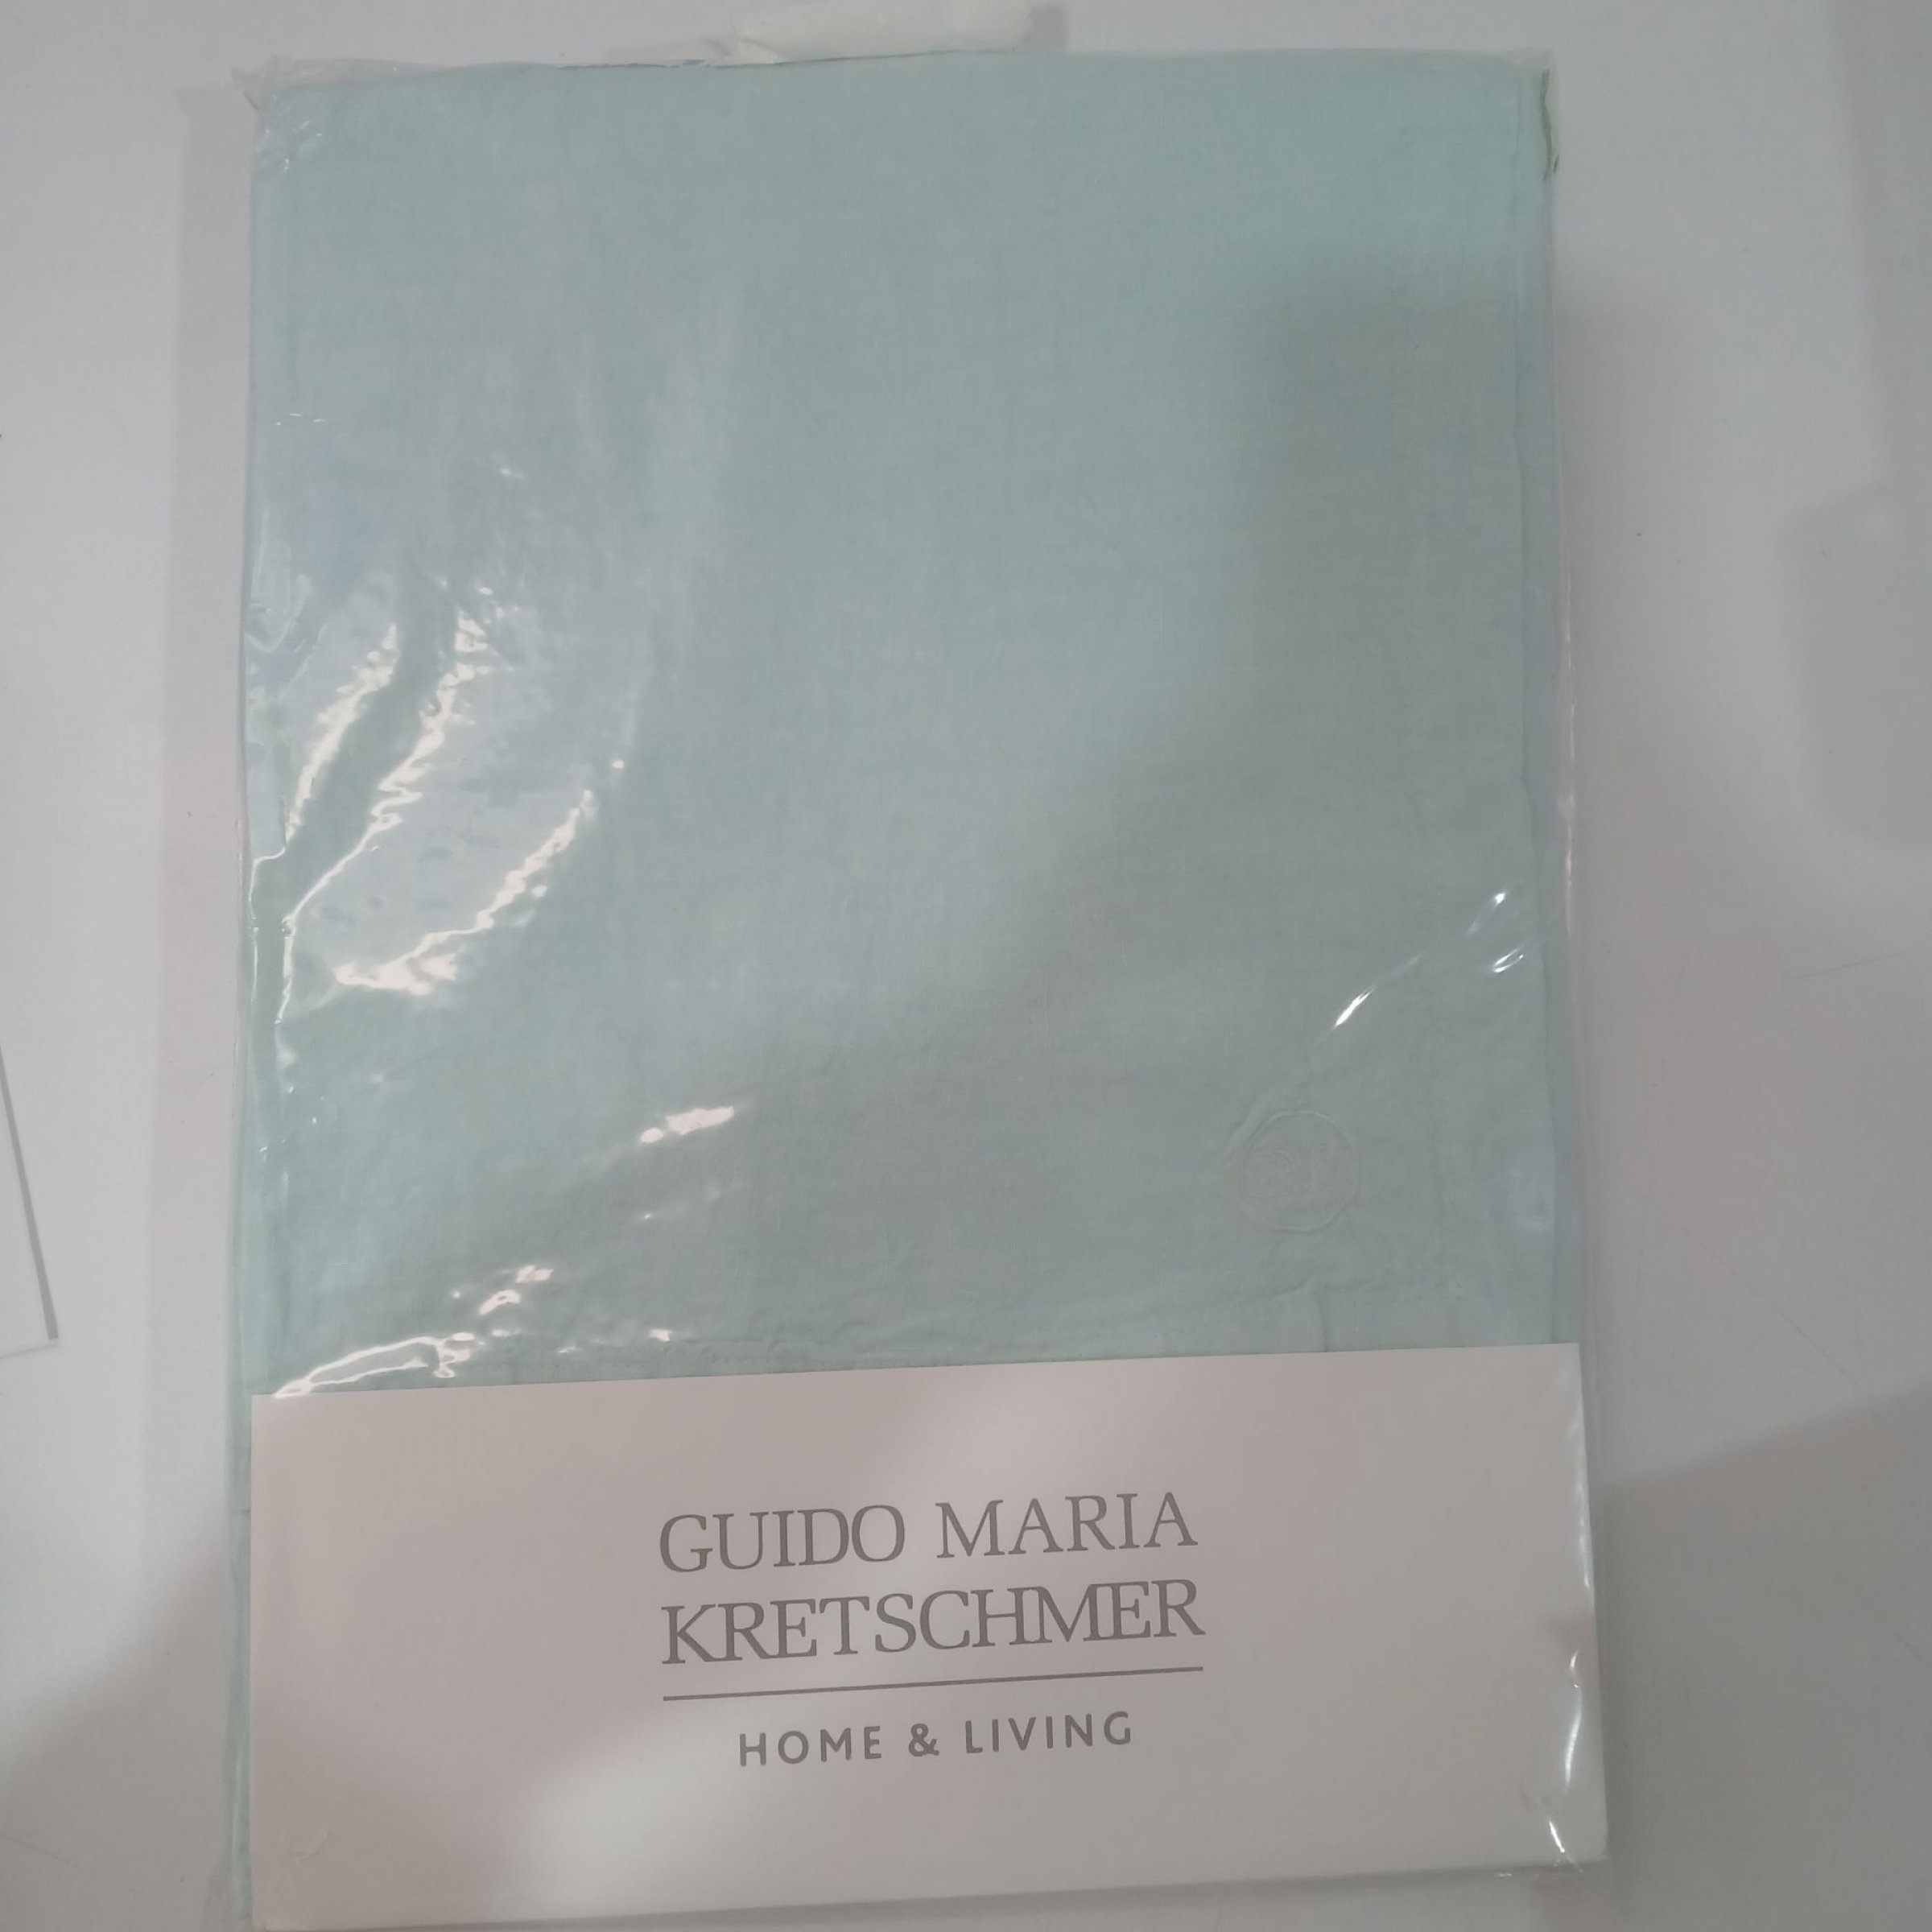 GUIDO MARIA
KRETSCHMER
HOME & LIVING